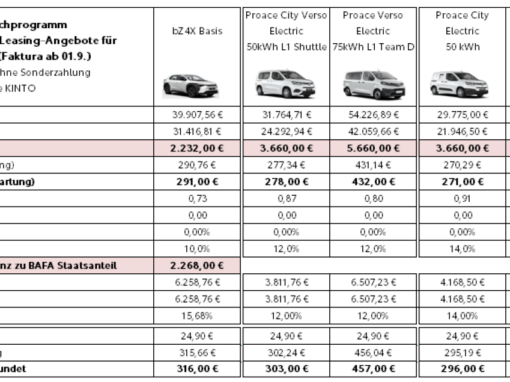 chprogramm
Leasing-Angebote für
(Faktura ab 01.9.)
hne Sonderzahlung
e KINTO
bZ4X Basis
Proace City Verso
Electric
50kWh L1 Shuttle
Proace Verso
Electric
75kWh L1 Team D
Proace City
Electric
50 kWh
39.907,56 € 31.764,71 € 54.226,89 € 29.775,00 €
31.416,81 € 24.292,94 € 42.059,66 € 21.946,50 €
2.232,00 € 3.660,00 € 5.660,00 € 3.660,00 €
ng) 290,76 € 277,34 € 431,14 € 270,29 €
artung) 291,00 € 278,00 € 432,00 € 271,00 €
0,73 0,87 0,80 0,91
0,00 0,00 0,00 0,00
0,00% 0,00% 0,00% 0,00%
10,0% 12,0% 12,0% 14,0%
nz zu BAFA Staatsanteil 2.268,00 €
6.258,76 € 3.811,76 € 6.507,23 € 4.168,50 €
6.258,76 € 3.811,76 € 6.507,23 € 4.168,50 €
15,68% 12,00% 12,00% 14,00%
24,90 € 24,90 € 24,90 € 24,90 €
g 315,66 € 302,24 € 456,04 € 295,19 €
undet 316,00 € 303,00 € 457,00 € 296,00 €